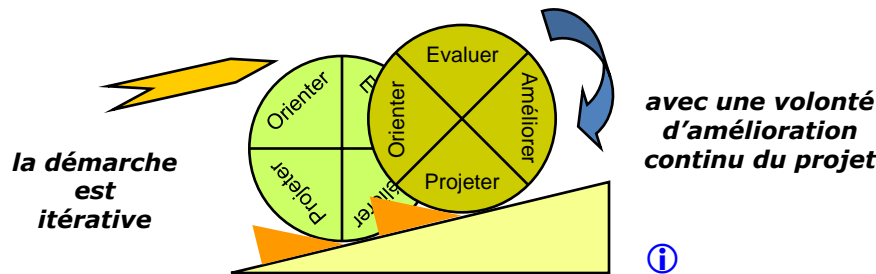 la démarche
est
itérative
Orienter
Projeter
Evaluer
Améliorer
Projeter
Orienter
avec une volonté
d’amélioration
continu du projet